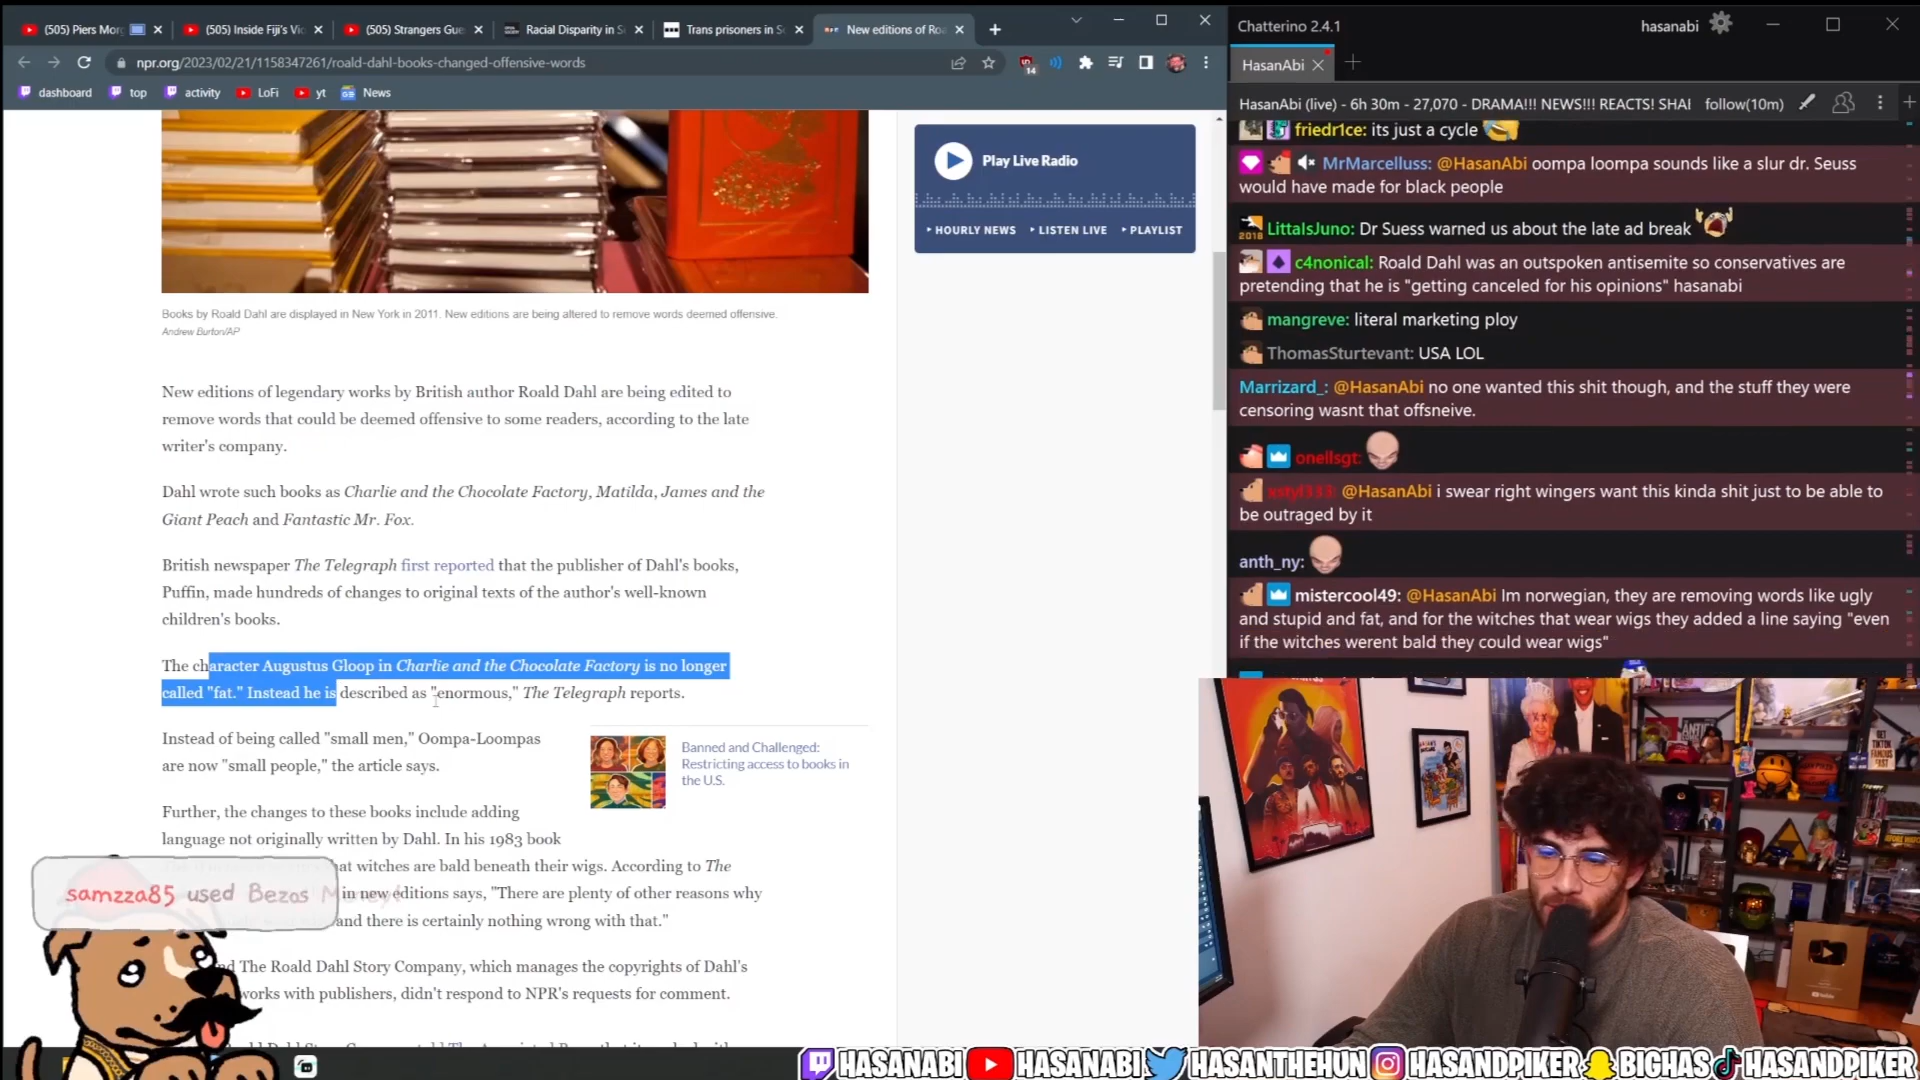 (505) Piers Mor
(505) Inside Fiji's Vi
(505) Strangers Gue
Racial Disparity in S
Trans prisoners in S
New editions of Roa
npr.org/2023/02/21/1158347261/roald-dahl-books-changed-offensive-words
14
dashboard
top
activity
LoFi
yt
News
Play Live Radio
HOURLY NEWS
LISTEN LIVE
PLAYLIST
Books by Roald Dahl are displayed in New York in 2011. New editions are being altered to remove words deemed offensive.
Andrew Burton/AP
New editions of legendary works by British author Roald Dahl are being edited to
remove words that could be deemed offensive to some readers, according to the late
writer's company.
Dahl wrote such books as Charlie and the Chocolate Factory, Matilda, James and the
Giant Peach and Fantastic Mr. Fox.
British newspaper The Telegraph first reported that the publisher of Dahl's books,
Puffin, made hundreds of changes to original texts of the author's well-known
children's books.
The character Augustus Gloop in Charlie and the Chocolate Factory is no longer
called "fat." Instead he is described as "enormous," The Telegraph reports.
Instead of being called "small men," Oompa-Loompas
are now "small people," the article says.
Banned and Challenged:
Restricting access to books in
the U.S.
Further, the changes to these books include adding
language not originally written by Dahl. In his 1983 book
hat witches are bald beneath their wigs. According to The
in new editions says, "There are plenty of other reasons why
and there is certainly nothing wrong with that."
nd The Roald Dahl Story Company, which manages the copyrights of Dahl's
works with publishers, didn't respond to NPR's requests for comment.
samzza85 used Bezos
Chatterino 2.4.1
hasanabi
HasanAbi
HasanAbi (live) - 6h 30m - 27,070 - DRAMA!!! NEWS!!! REACTS! SHAI
follow(10m)
friedr1ce: its just a cycle
MrMarcelluss: @HasanAbi oompa loompa sounds like a slur dr. Seuss
would have made for black people
2018
LittaIsJuno: Dr Suess warned us about the late ad break
c4nonical: Roald Dahl was an outspoken antisemite so conservatives are
pretending that he is "getting canceled for his opinions" hasanabi
mangreve: literal marketing ploy
ThomasSturtevant: USA LOL
Marrizard_: @HasanAbi no one wanted this shit though, and the stuff they were
censoring wasnt that offsneive.
onellsgt:
@HasanAbi i swear right wingers want this kinda shit just to be able to
be outraged by it
anth_ny:
mistercool49: @HasanAbi Im norwegian, they are removing words like ugly
and stupid and fat, and for the witches that wear wigs they added a line saying "even
if the witches werent bald they could wear wigs"
HASANABI
HASANABI
HASANTHEHUN
HASANDPIKER
BIGHAS
HASANDPIKER